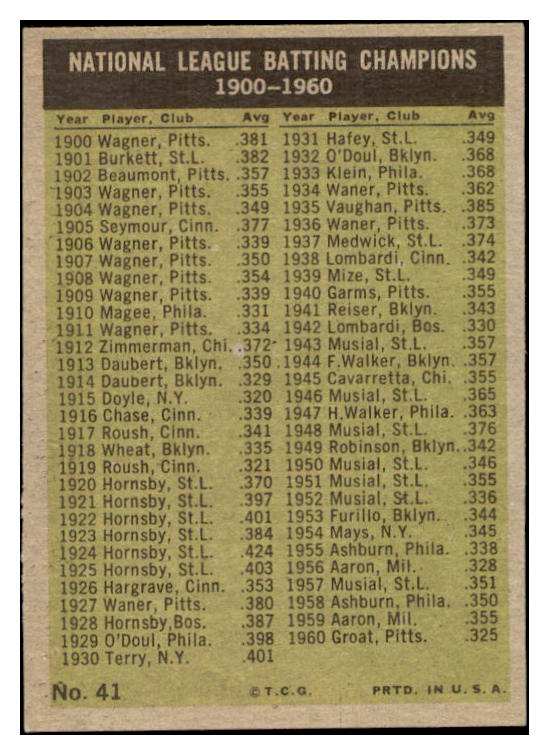 NATIONAL LEAGUE BATTING CHAMPIONS
1900-1960
Year Player, Club Avg
1900 Wagner, Pitts. .381
1901 Burkett, St.L. .382
1902 Beaumont, Pitts. .357
1903 Wagner, Pitts. .355
1904 Wagner, Pitts. .349
1905 Seymour, Cinn. .377
1906 Wagner, Pitts. .339
1907 Wagner, Pitts. .350
1908 Wagner, Pitts. .354
1909 Wagner, Pitts. .339
1910 Magee, Phila. .331
1911 Wagner, Pitts. .334
1912 Zimmerman, Chi. .372
1913 Daubert, Bklyn. .350
1914 Daubert, Bklyn. .329
1915 Doyle, N.Y. .320
1916 Chase, Cinn. .339
1917 Roush, Cinn. .341
1918 Wheat, Bklyn. .335
1919 Roush, Cinn. .321
1920 Hornsby, St.L. .370
1921 Hornsby, St.L. .397
1922 Hornsby, St.L. .401
1923 Hornsby, St.L. .384
1924 Hornsby, St.L. .424
1925 Hornsby, St.L. .403
1926 Hargrave, Cinn. .353
1927 Waner, Pitts. .380
1928 Hornsby, Bos. .387
1929 O'Doul, Phila. .398
1930 Terry, N.Y. .401
Year Player, Club Avg
1931 Hafey, St.L. .349
1932 O'Doul, Bklyn. .368
1933 Klein, Phila. .368
1934 Waner, Pitts. .362
1935 Vaughan, Pitts. .385
1936 Waner, Pitts. .373
1937 Medwick, St.L. .374
1938 Lombardi, Cinn. .342
1939 Mize, St.L. .349
1940 Garms, Pitts. .355
1941 Reiser, Bklyn. .343
1942 Lombardi, Bos. .330
1943 Musial, St.L. .357
1944 F.Walker, Bklyn. .357
1945 Cavarretta, Chi. .355
1946 Musial, St.L. .365
1947 H.Walker, Phila. .363
1948 Musial, St.L. .376
1949 Robinson, Bklyn. .342
1950 Musial, St.L. .346
1951 Musial, St.L. .355
1952 Musial, St.L. .336
1953 Furillo, Bklyn. .344
1954 Mays, N.Y. .345
1955 Ashburn, Phila. .338
1956 Aaron, Mil. .328
1957 Musial, St.L. .351
1958 Ashburn, Phila. .350
1959 Aaron, Mil. .355
1960 Groat, Pitts. .325
No. 41 © T.C.G. PRTD. IN U.S.A.